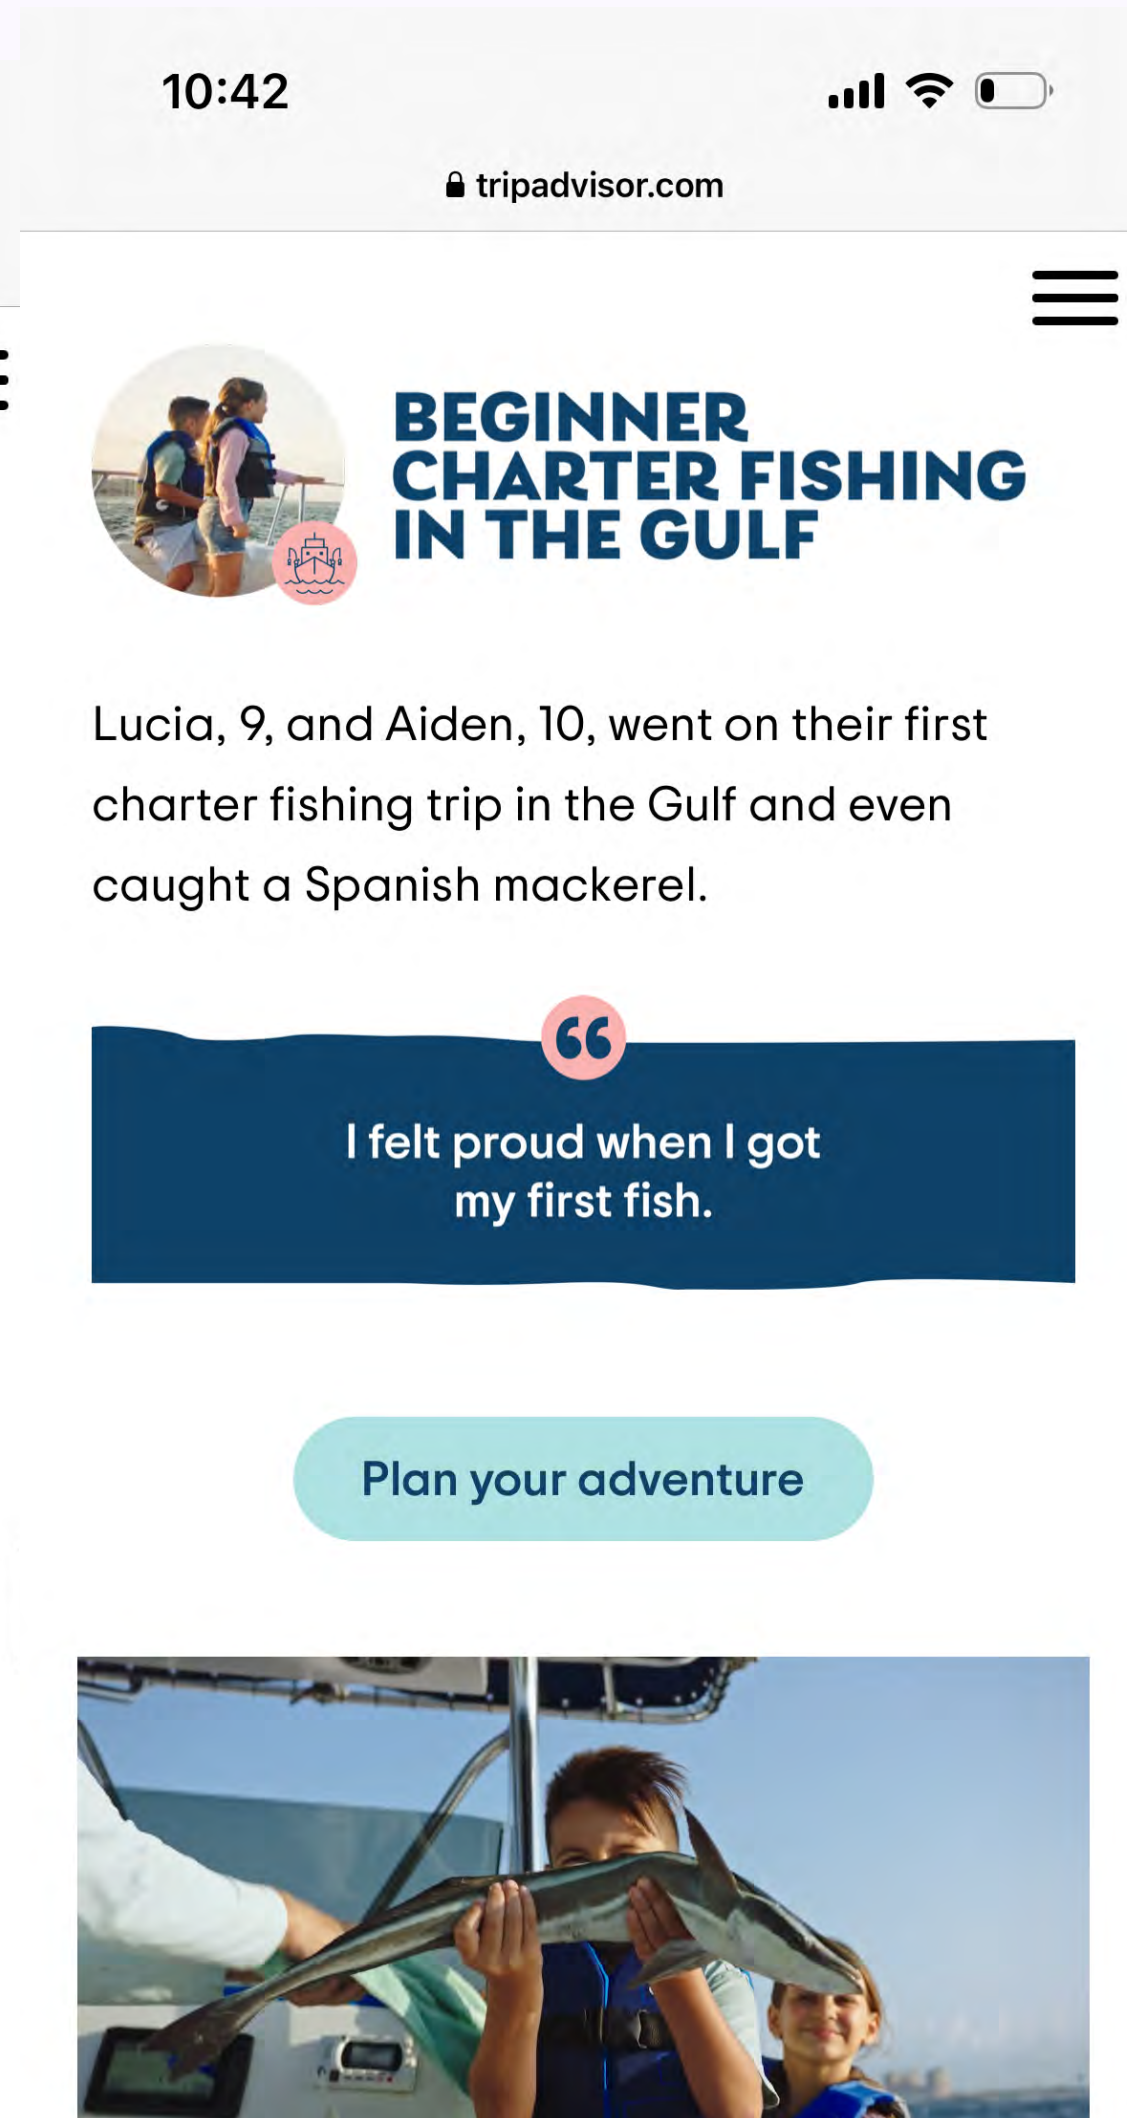 10:42
tripadvisor.com
BEGINNER
CHARTER FISHING
IN THE GULF
Lucia, 9, and Aiden, 10, went on their first
charter fishing trip in the Gulf and even
caught a Spanish mackerel.
I felt proud when I got
my first fish.
Plan your adventure